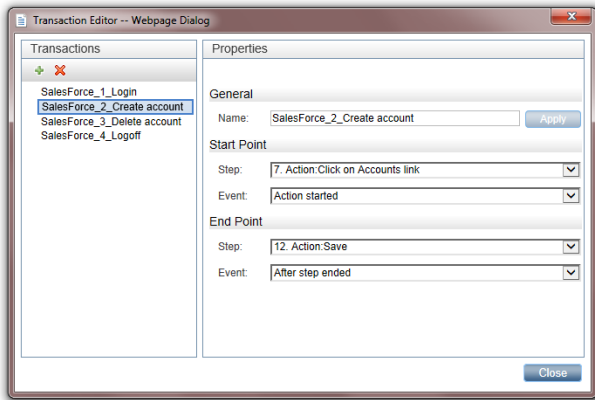 Transaction Editor -- Webpage Dialog
Transactions
SalesForce_1_Login
SalesForce_2_Create account
SalesForce_3_Delete account
SalesForce_4_Logoff
Properties
General
Name: SalesForce_2_Create account Apply
Start Point
Step: 7. Action:Click on Accounts link
Event: Action started
End Point
Step: 12. Action:Save
Event: After step ended
Close